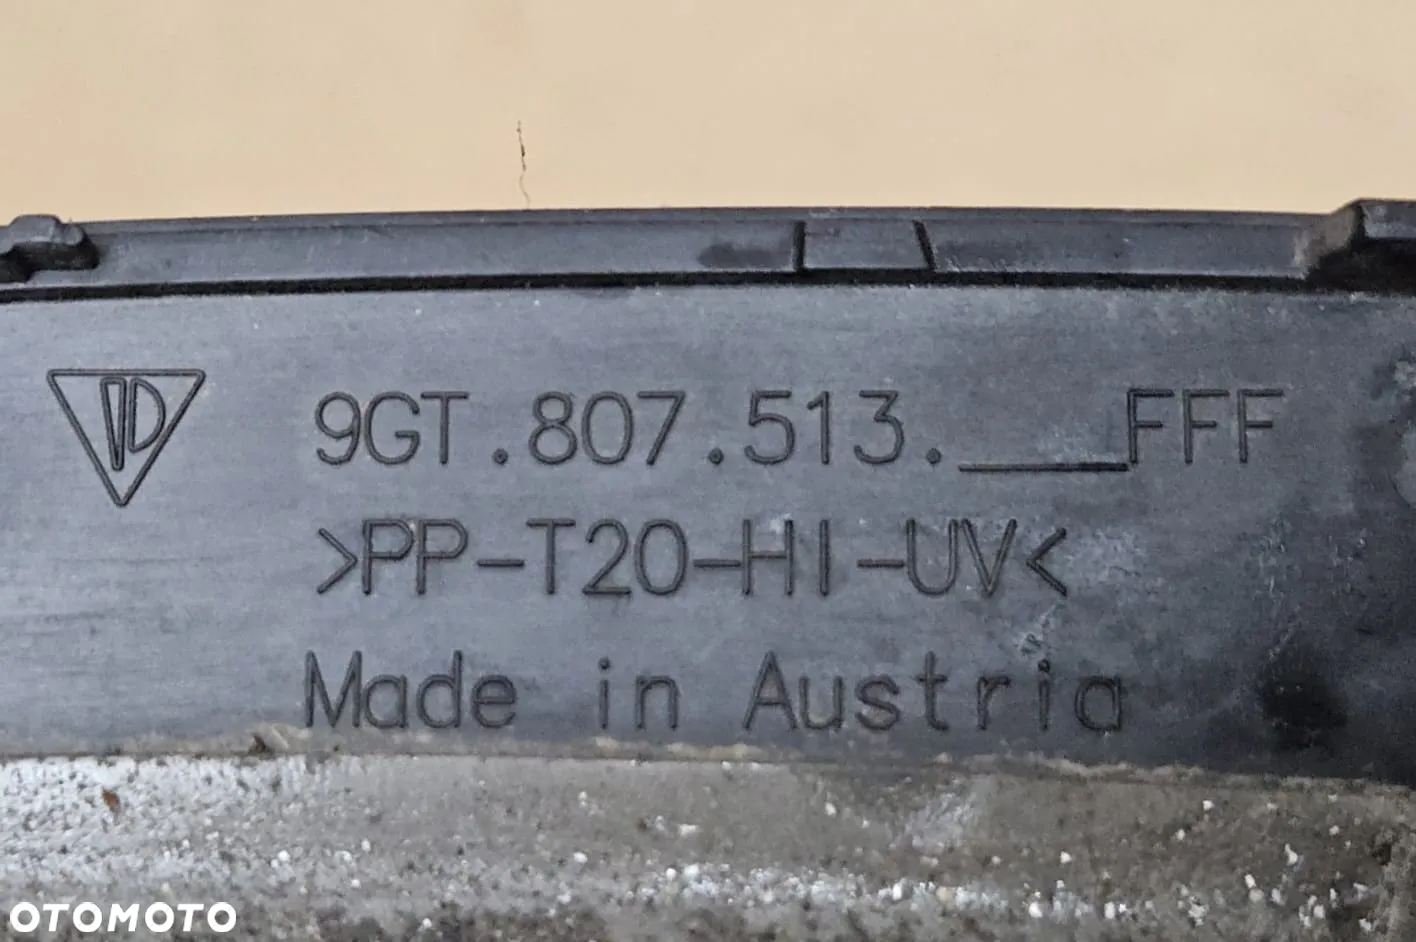 9GT.807.513.___FFF
>PP-T20-HI-UV<
Made in Austria
OTOMOTO